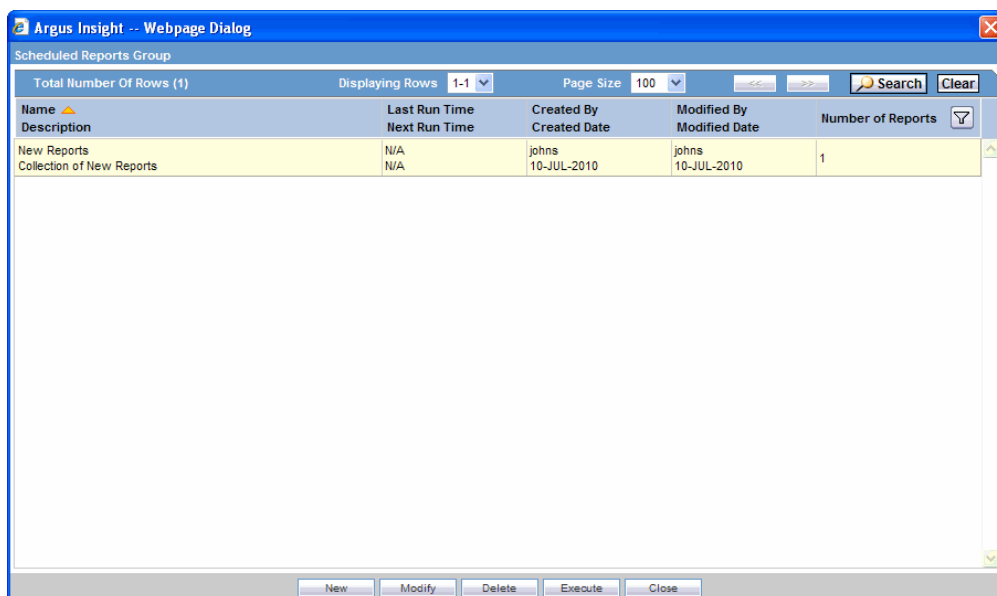 Argus Insight -- Webpage Dialog
Scheduled Reports Group
Total Number Of Rows (1) Displaying Rows 1-1 Page Size 100 << >> Search Clear
Name Last Run Time Created By Modified By Number of Reports
Description Next Run Time Created Date Modified Date
New Reports N/A johns johns 1
Collection of New Reports N/A 10-JUL-2010 10-JUL-2010
New Modify Delete Execute Close